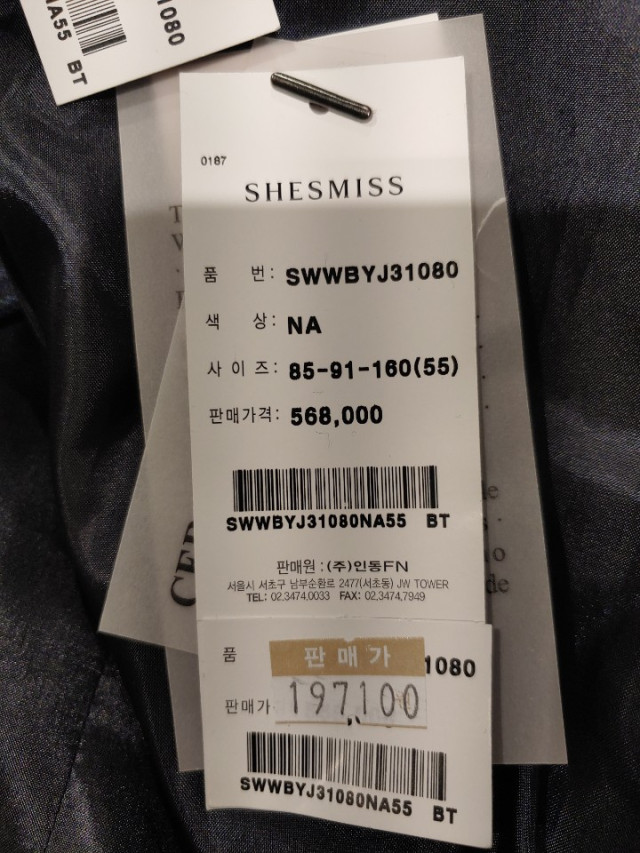 1080
NA55 BT
0187
SHESMISS
품 번: SWWBYJ31080
색 상: NA
사 이 즈: 85-91-160(55)
판매가격: 568,000
SWWBYJ31080NA55 BT
판매원 : (주)인동FN
서울시 서초구 남부순환로 2477(서초동) JW TOWER
TEL: 02.3474.0033 FAX: 02.3474.7949
품 판매가 1080
판매가 197,100
SWWBYJ31080NA55 BT